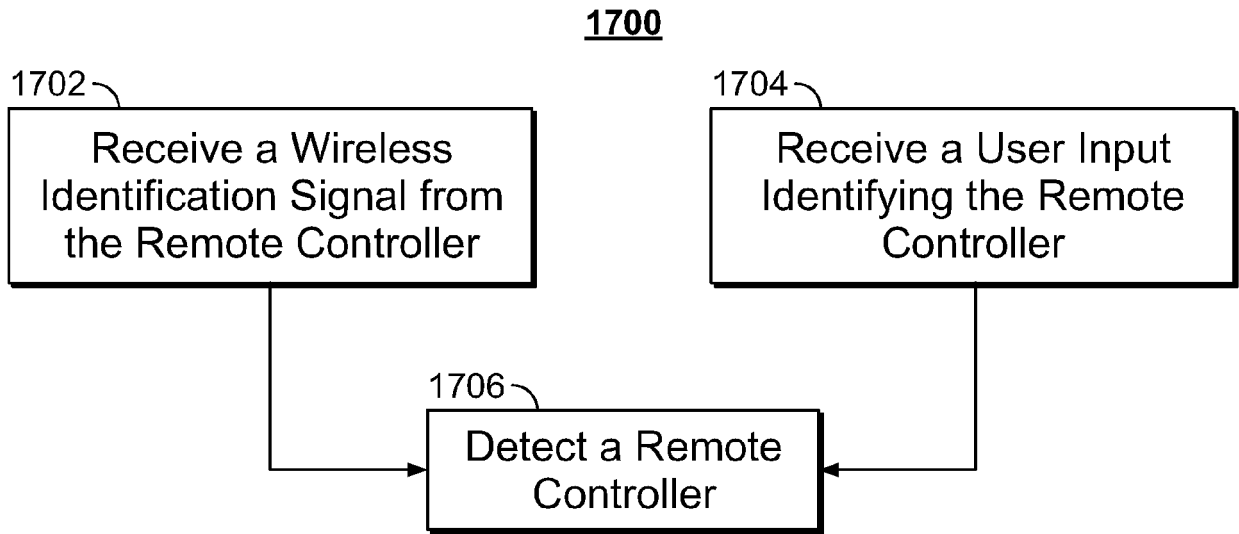 1700
1702
Receive a Wireless
Identification Signal from
the Remote Controller
1704
Receive a User Input
Identifying the Remote
Controller
1706
Detect a Remote
Controller